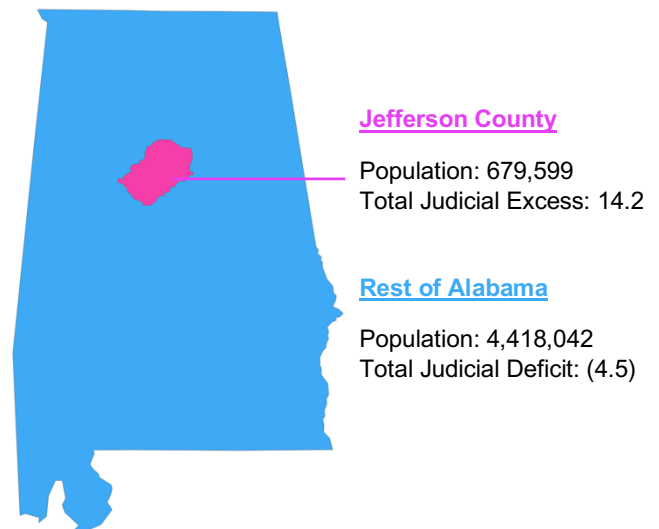 Jefferson County
Population: 679,599
Total Judicial Excess: 14.2
Rest of Alabama
Population: 4,418,042
Total Judicial Deficit: (4.5)